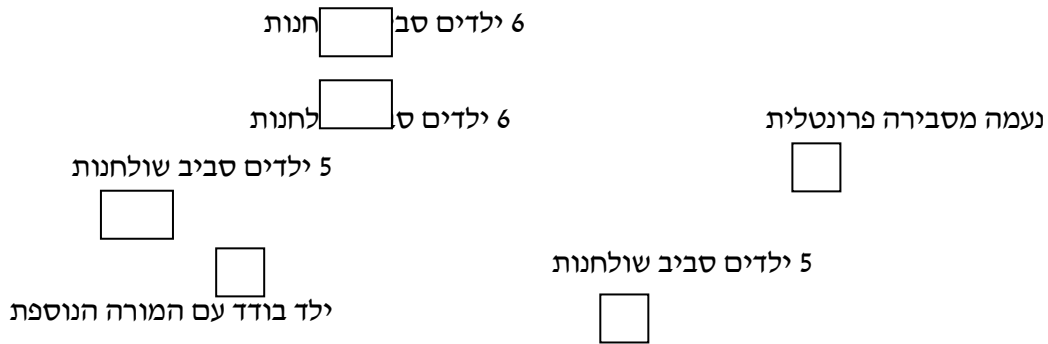 6 ילדים חנות
6 ילדים לחנות
נעמה מסבירה פרונטלית
5 ילדים סביב שולחנות
5 ילדים סביב שולחנות
ילד בודד עם המורה הנוספת